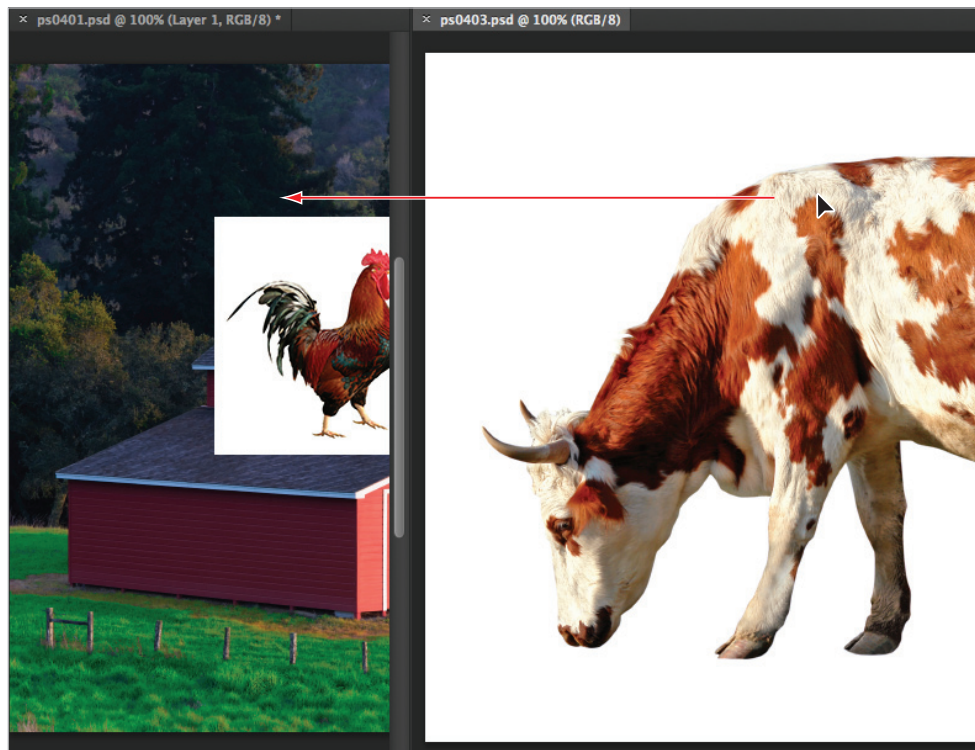 × ps0401.psd @ 100% (Layer 1, RGB/8) *
× ps0403.psd @ 100% (RGB/8)